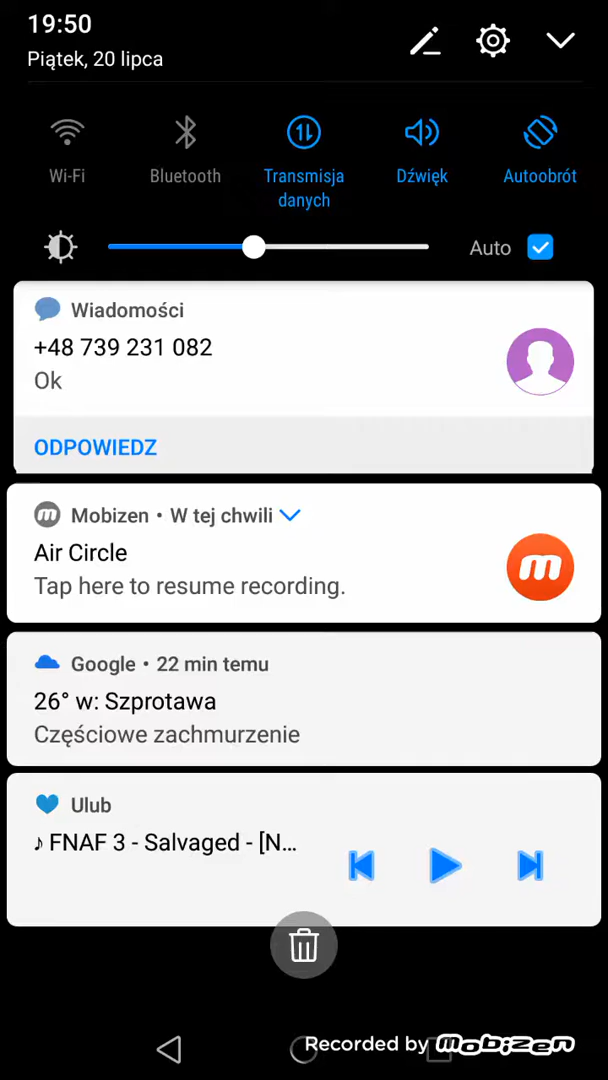 19:50
Piątek, 20 lipca
Wi-Fi
Bluetooth
Transmisja
danych
Dźwięk
Autoobrót
Auto
Wiadomości
+48 739 231 082
Ok
ODPOWIEDZ
Mobizen • W tej chwili
Air Circle
Tap here to resume recording.
Google • 22 min temu
26° w: Szprotawa
Częściowe zachmurzenie
Ulub
♪ FNAF 3 - Salvaged - [N...
Recorded by mobizen